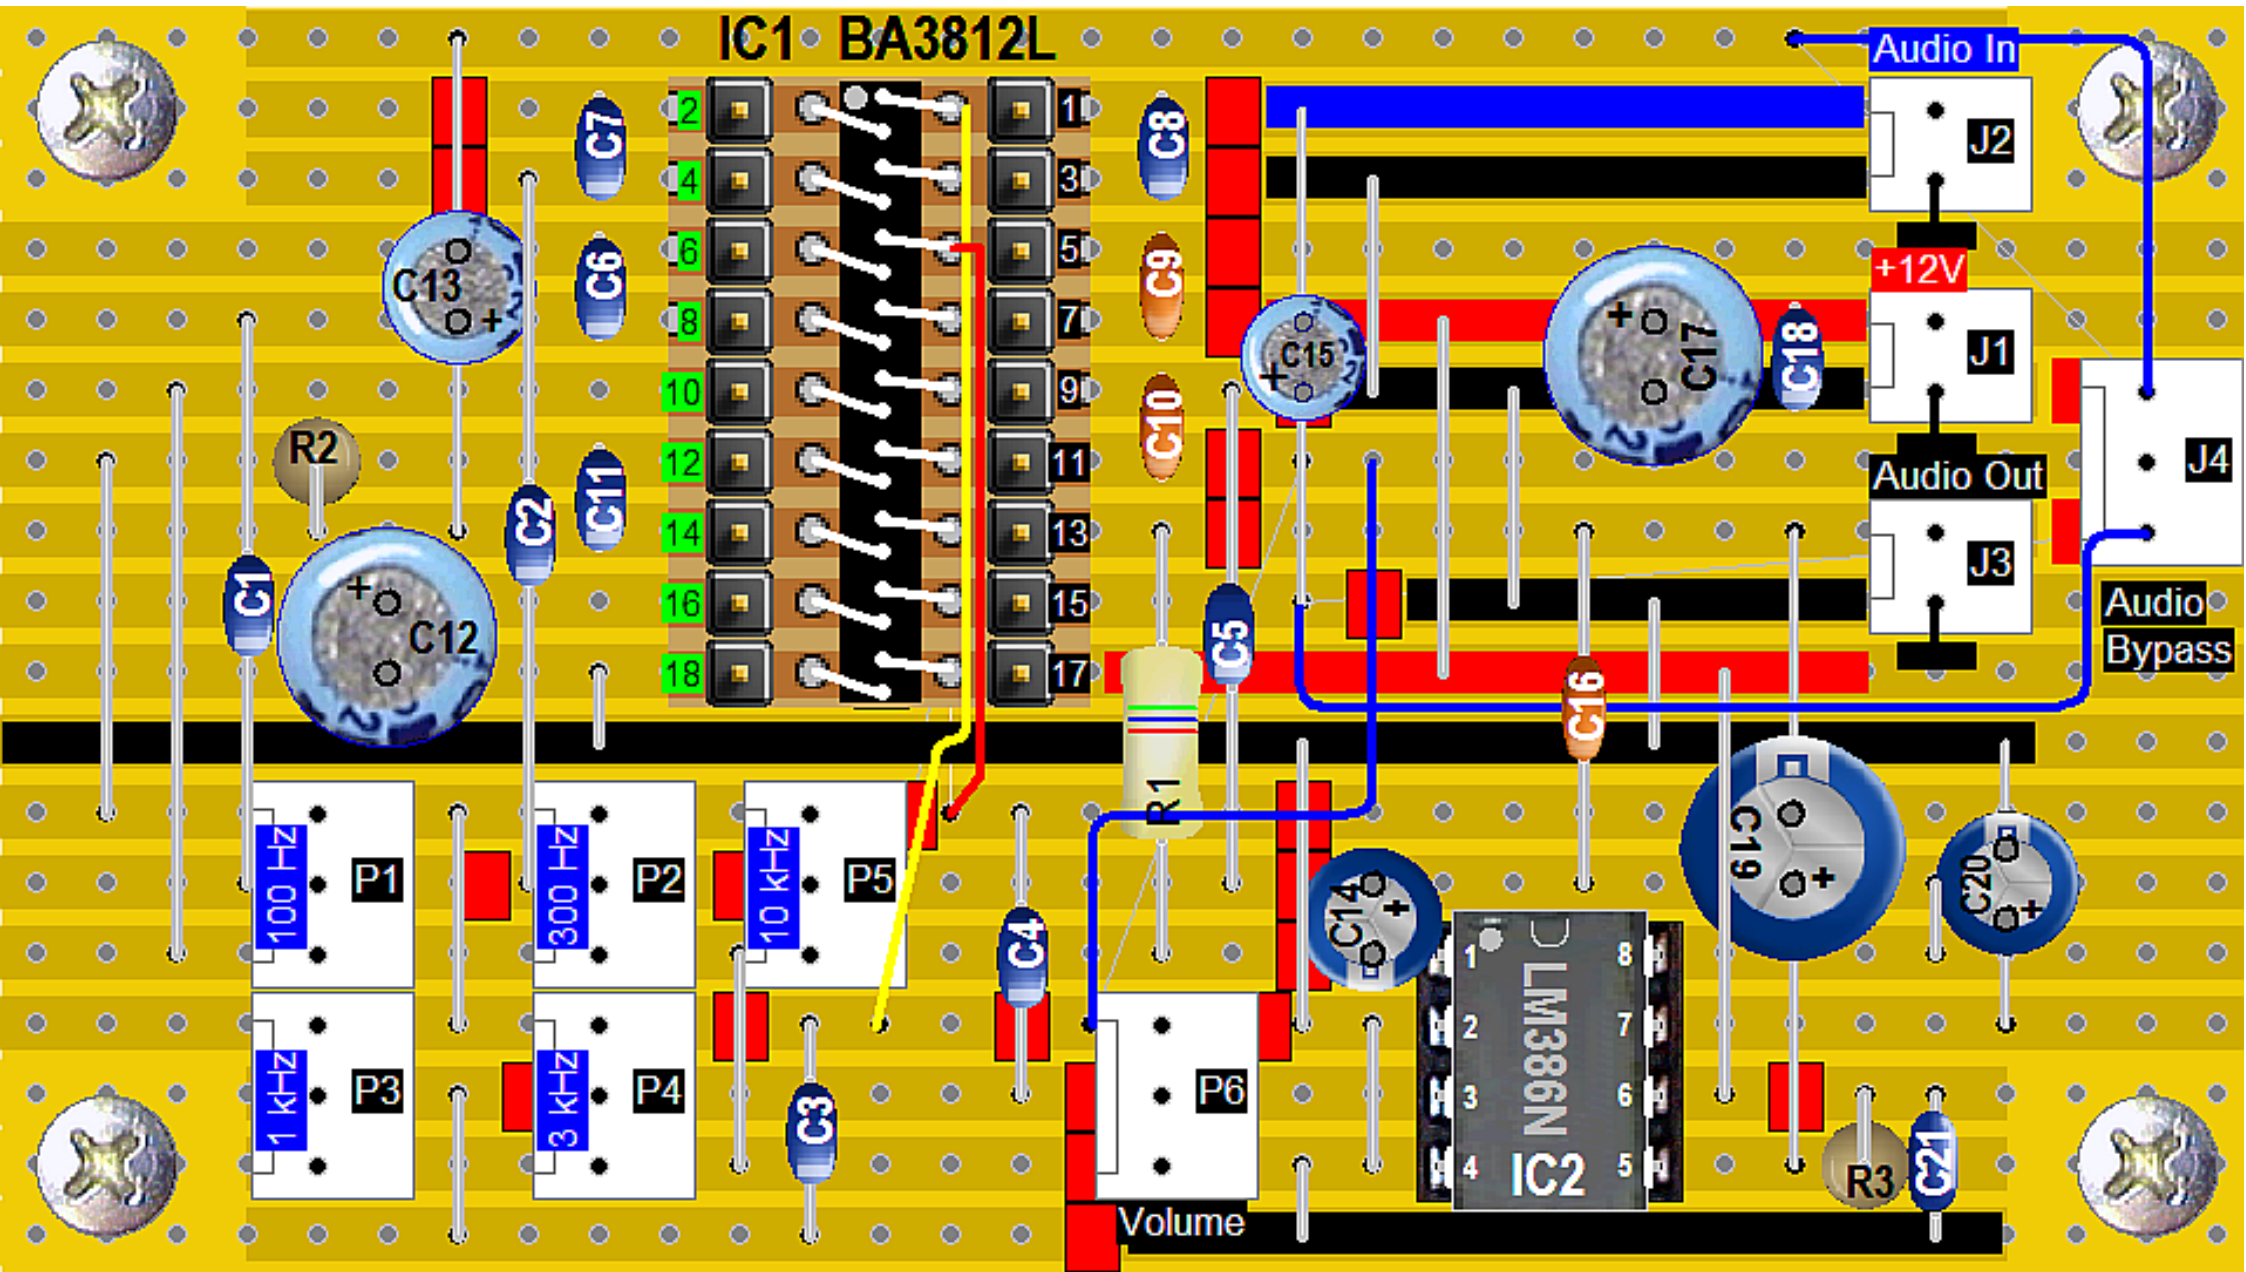 IC1 BA3812L
Audio In
2
1
C7
C8
J2
4
3
6
5
C13
C6
C9
+12V
8
7
C15
C17
C18
J1
10
9
C10
R2
12
11
J4
C11
Audio Out
C2
14
13
J3
C1
16
15
C12
C5
Audio
Bypass
18
17
C16
R1
C19
100 Hz
P1
300 Hz
P2
10 kHz
P5
C20
C14
C4
1
8
LM386N
2
7
1 kHz
P3
3 kHz
P4
C3
P6
3
6
4
IC2
5
R3
C21
Volume